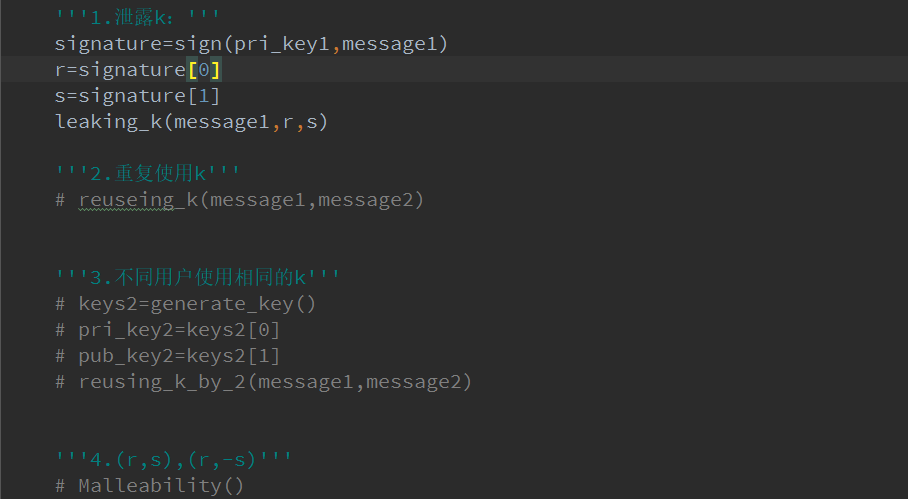 '''1.泄露k: '''
signature=sign(pri_key1,message1)
r=signature[0]
s=signature[1]
leaking_k(message1,r,s)
'''2.重复使用k'''
# reuseing_k(message1,message2)
'''3.不同用户使用相同的k'''
# keys2=generate_key()
# pri_key2=keys2[0]
# pub_key2=keys2[1]
# reusing_k_by_2(message1,message2)
'''4.(r,s),(r,-s)'''
# Malleability()